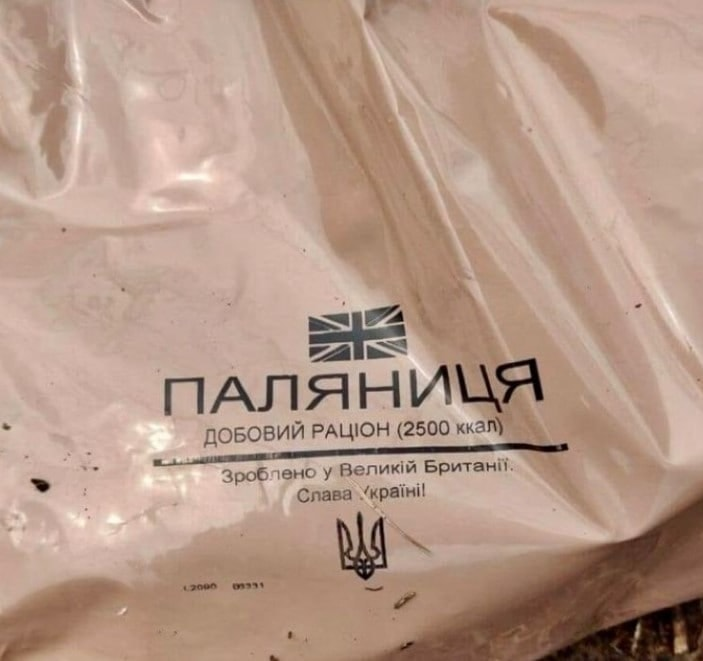 ПАЛЯНИЦЯ
ДОБОВИЙ РАЦІОН (2500 ккал)
Зроблено у Великій Британії.
Слава Україні!